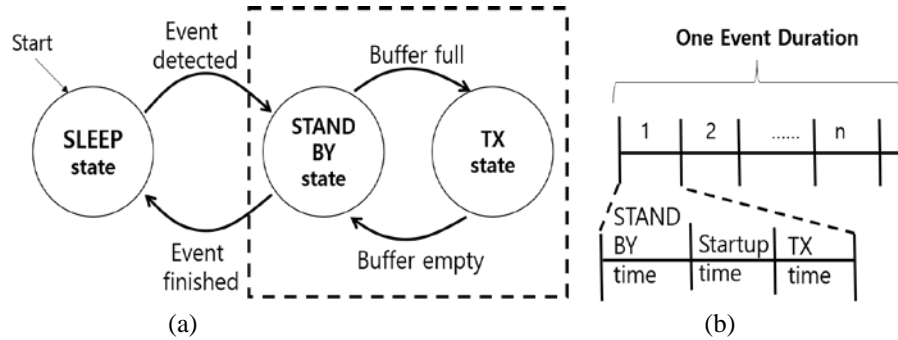 Start
Event
detected
Buffer full
SLEEP
state
STAND
BY
state
TX
state
Event
finished
Buffer empty
(a)
One Event Duration
1 2 ...... n
STAND
BY Startup TX
time time time
(b)